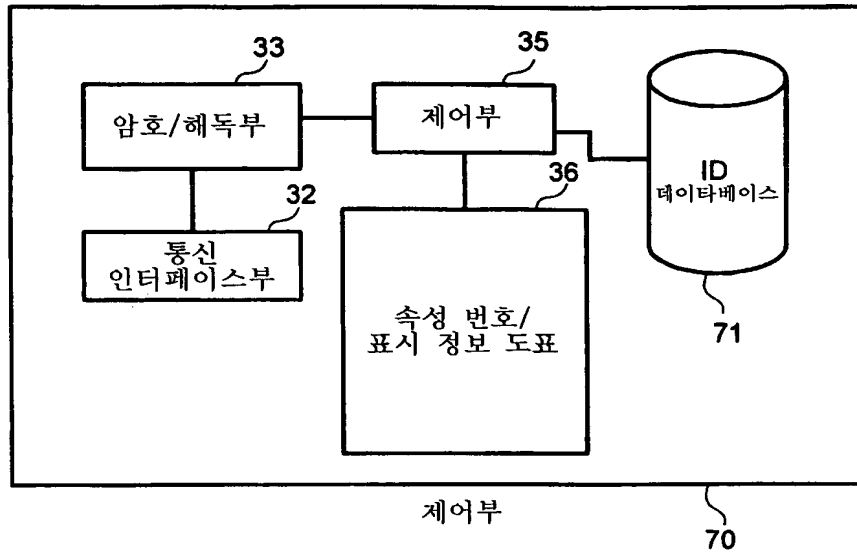 33
암호/해독부
35
제어부
ID
데이타베이스
71
32
통신
인터페이스부
36
속성 번호/
표시 정보 도표
제어부
70